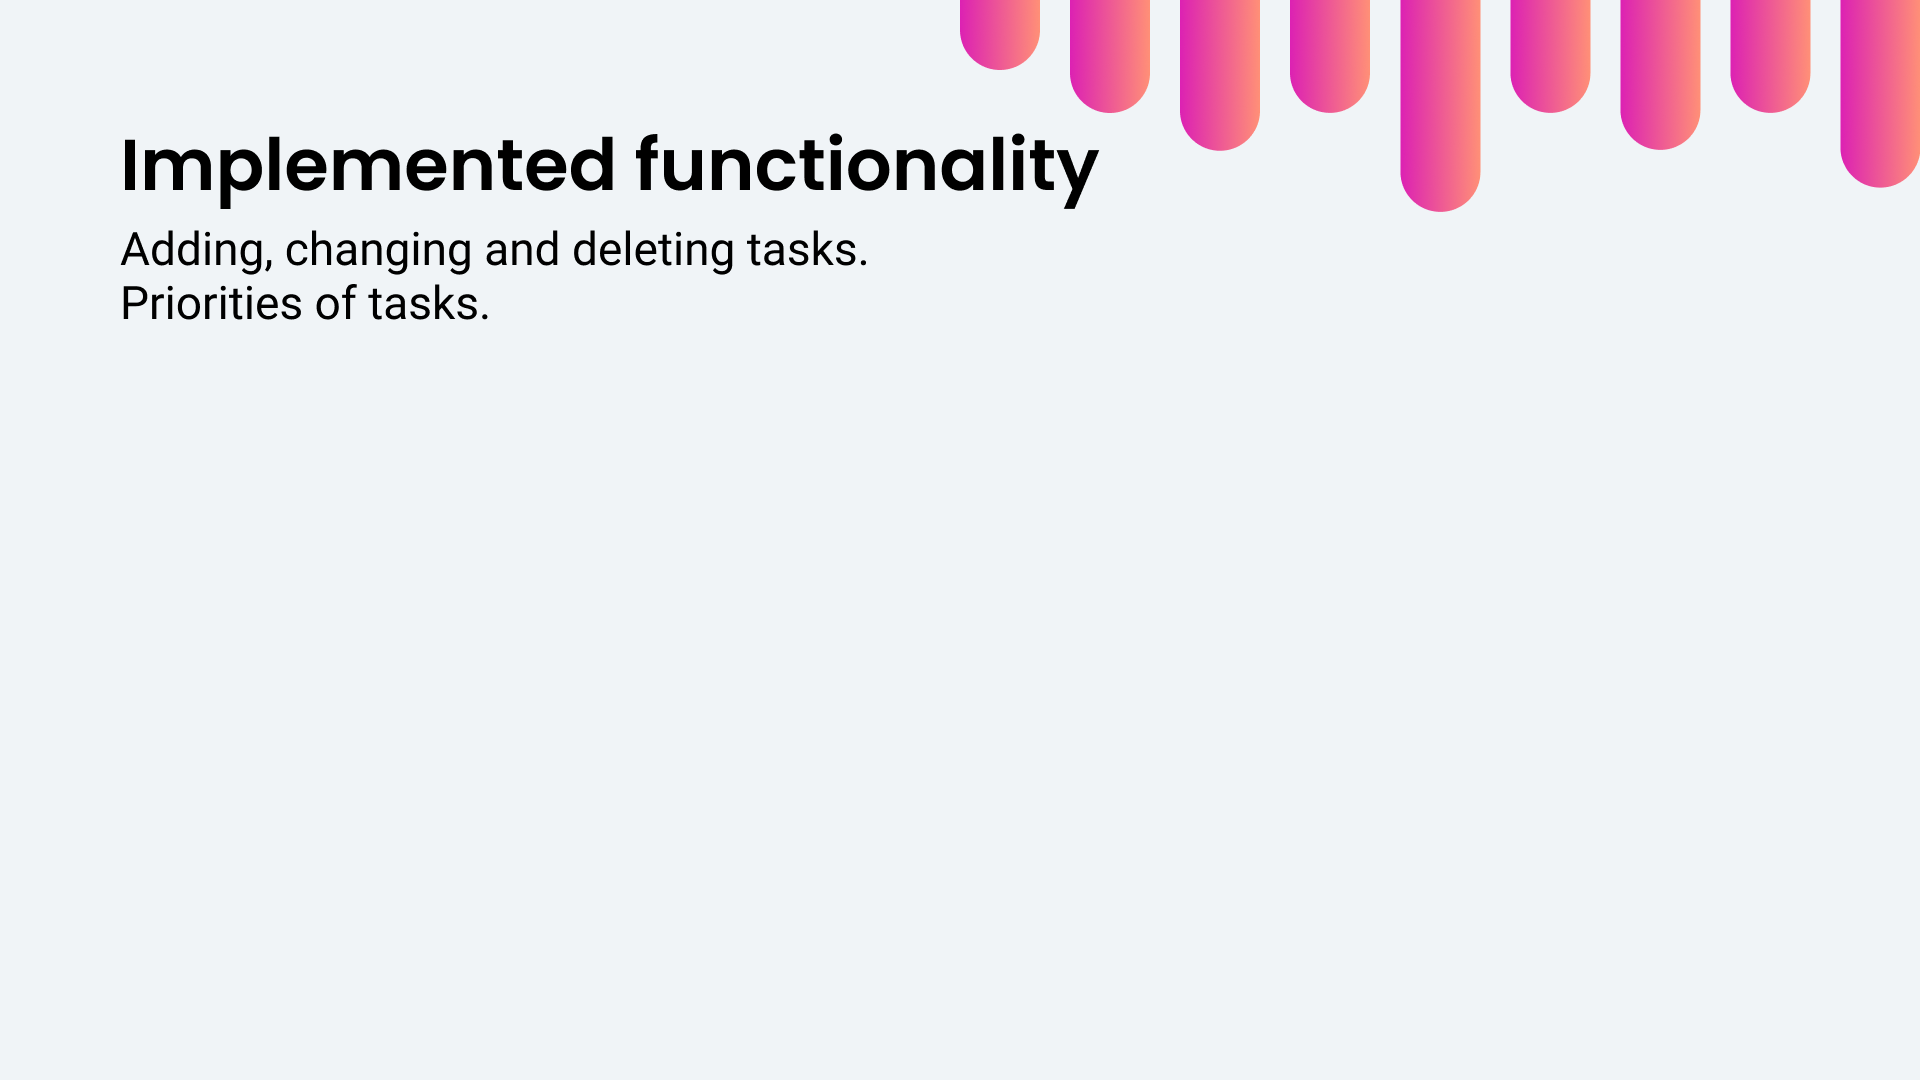 Implemented functionality
Adding, changing and deleting tasks.
Priorities of tasks.